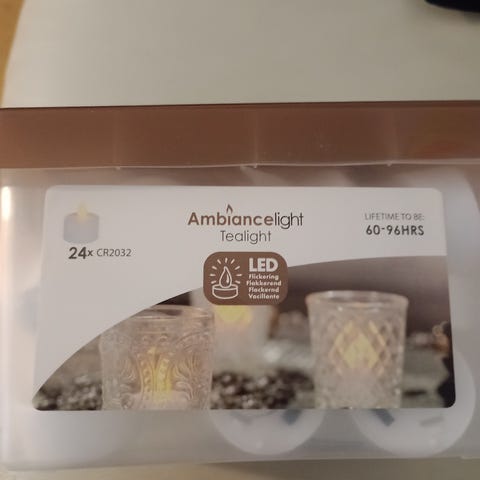 Ambiancelight
Tealight
24x CR2032
LIFETIME TO BE:
60-96HRS
LED
Flickering
Flakkerend
Flackernd
Vacillante